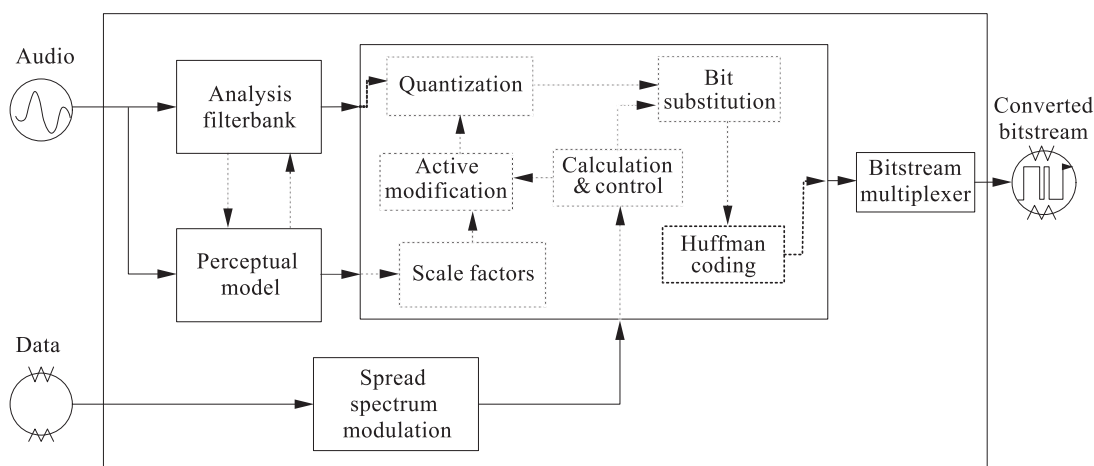 Audio
Analysis
filterbank
Quantization
Bit
substitution
Converted
bitstream
Active
modification
Calculation
& control
Bitstream
multiplexer
Perceptual
model
Scale factors
Huffman
coding
Data
Spread
spectrum
modulation